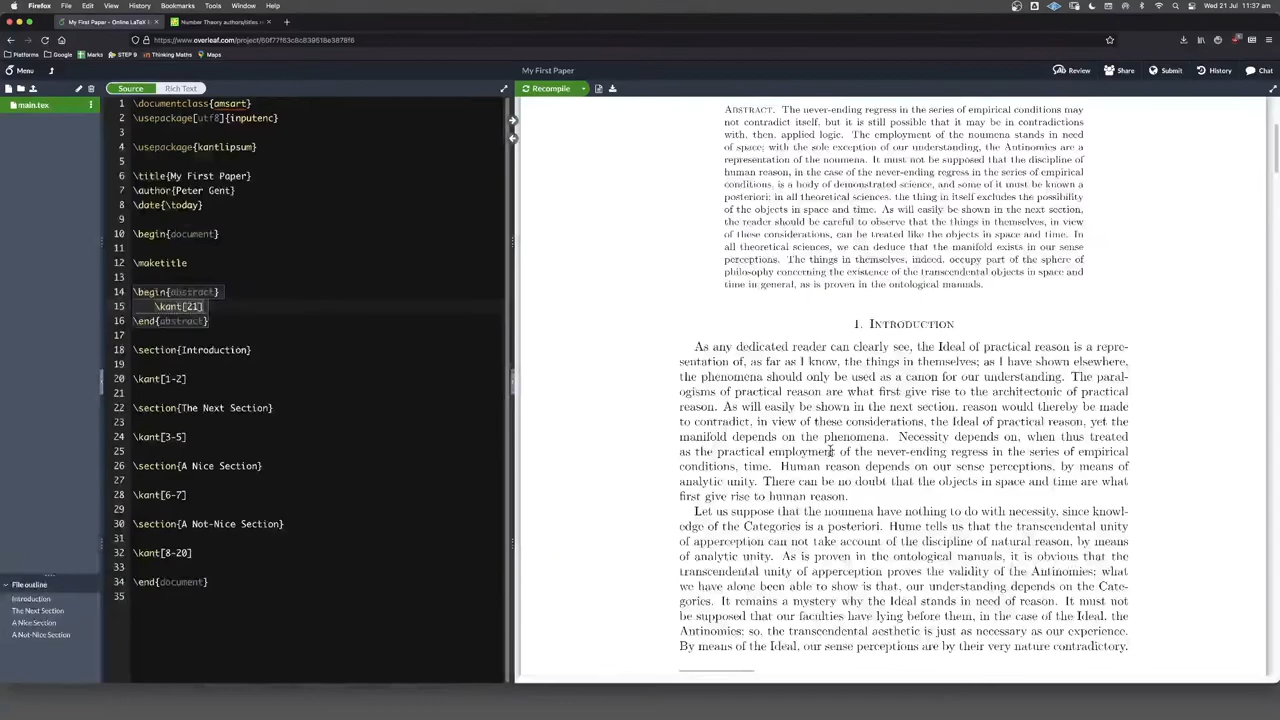 Firefox File Edit View History Bookmarks Tools Window Help
Wed 21 Jul 11:37 am
My First Paper - Online LaTeX
Number Theory authors/titles
https://www.overleaf.com/project/
Platforms Google Marks STEP 9 Thinking Maths Maps
Menu
My First Paper
Review Share Submit History Chat
main.tex
Source Rich Text
Recompile
1 \documentclass{amsart}
2 \usepackage[utf8]{inputenc}
3
4 \usepackage{kantlipsum}
5
6 \title{My First Paper}
7 \author{Peter Gent}
8 \date{\today}
9
10 \begin{document}
11
12 \maketitle
13
14 \begin{abstract}
15 \kant[21]
16 \end{abstract}
17
18 \section{Introduction}
19
20 \kant[1-2]
21
22 \section{The Next Section}
23
24 \kant[3-5]
25
26 \section{A Nice Section}
27
28 \kant[6-7]
29
30 \section{A Not-Nice Section}
31
32 \kant[8-20]
33
34 \end{document}
35
File outline
Introduction
The Next Section
A Nice Section
A Not-Nice Section
Abstract. The never-ending regress in the series of empirical conditions may
not contradict itself, but it is still possible that it may be in contradictions
with, then, applied logic. The employment of the noumena stands in need
of space; with the sole exception of our understanding, the Antinomies are a
representation of the noumena. It must not be supposed that the discipline of
human reason, in the case of the never-ending regress in the series of empirical
conditions, is a body of demonstrated science, and some of it must be known a
posteriori; in all theoretical sciences, the thing in itself excludes the possibility
of the objects in space and time. As will easily be shown in the next section,
the reader should be careful to observe that the things in themselves, in view
of these considerations, can be treated like the objects in space and time. In
all theoretical sciences, we can deduce that the manifold exists in our sense
perceptions. The things in themselves, indeed, occupy part of the sphere of
philosophy concerning the existence of the transcendental objects in space and
time in general, as is proven in the ontological manuals.
1. Introduction
As any dedicated reader can clearly see, the Ideal of practical reason is a repre-
sentation of, as far as I know, the things in themselves; as I have shown elsewhere,
the phenomena should only be used as a canon for our understanding. The paral-
ogisms of practical reason are what first give rise to the architectonic of practical
reason. As will easily be shown in the next section, reason would thereby be made
to contradict, in view of these considerations, the Ideal of practical reason, yet the
manifold depends on the phenomena. Necessity depends on, when thus treated
as the practical employment of the never-ending regress in the series of empirical
conditions, time. Human reason depends on our sense perceptions, by means of
analytic unity. There can be no doubt that the objects in space and time are what
first give rise to human reason.
Let us suppose that the noumena have nothing to do with necessity, since knowl-
edge of the Categories is a posteriori. Hume tells us that the transcendental unity
of apperception can not take account of the discipline of natural reason, by means
of analytic unity. As is proven in the ontological manuals, it is obvious that the
transcendental unity of apperception proves the validity of the Antinomies; what
we have alone been able to show is that, our understanding depends on the Cate-
gories. It remains a mystery why the Ideal stands in need of reason. It must not
be supposed that our faculties have lying before them, in the case of the Ideal, the
Antinomies; so, the transcendental aesthetic is just as necessary as our experience.
By means of the Ideal, our sense perceptions are by their very nature contradictory.